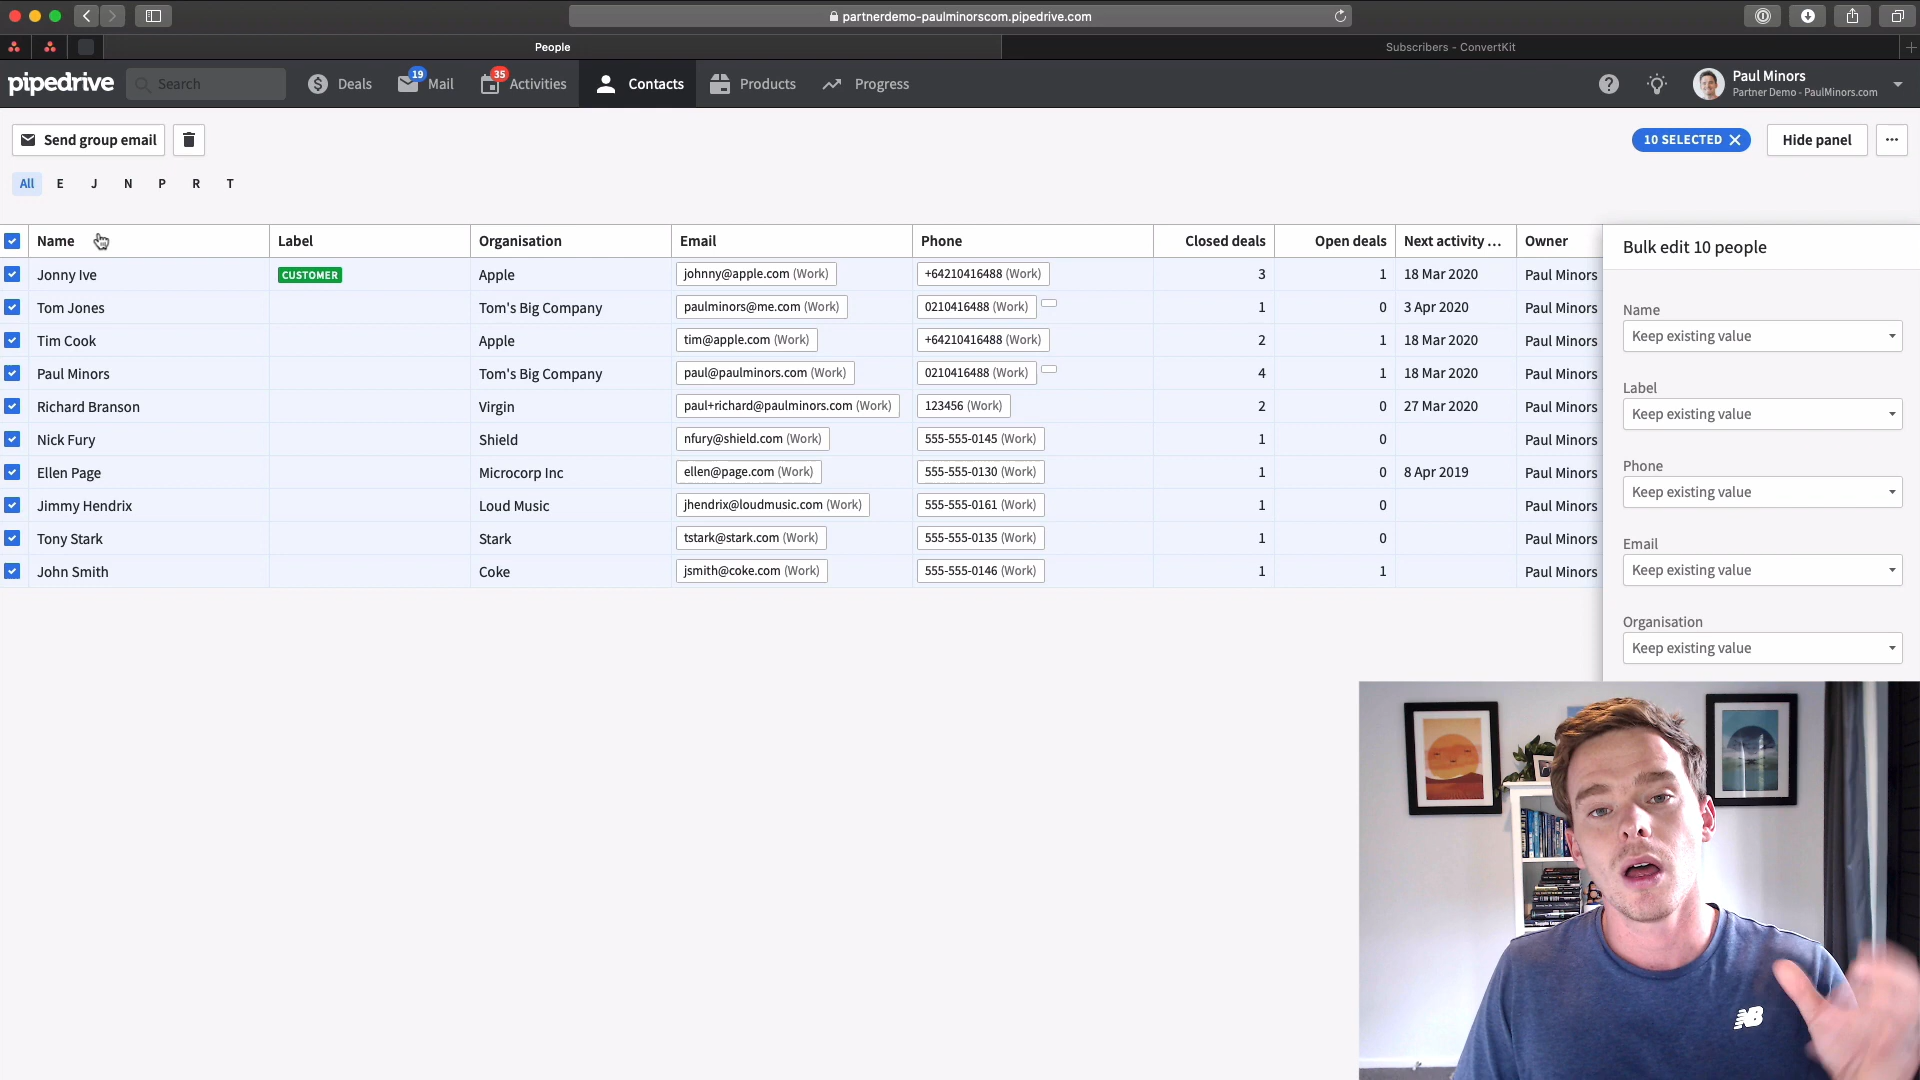 partnerdemo-paulminorscom.pipedrive.com
People
Subscribers - ConvertKit
pipedrive
Search
Deals
19
Mail
35
Activities
Contacts
Products
Progress
Paul Minors
Partner Demo - PaulMinors.com
Send group email
10 SELECTED
Hide panel
All E J N P R T
Name Label Organisation Email Phone Closed deals Open deals Next activity ... Owner
Jonny Ive CUSTOMER Apple johnny@apple.com (Work) +64210416488 (Work) 3 1 18 Mar 2020 Paul Minors
Tom Jones Tom's Big Company paulminors@me.com (Work) 0210416488 (Work) 1 0 3 Apr 2020 Paul Minors
Tim Cook Apple tim@apple.com (Work) +64210416488 (Work) 2 1 18 Mar 2020 Paul Minors
Paul Minors Tom's Big Company paul@paulminors.com (Work) 0210416488 (Work) 4 1 18 Mar 2020 Paul Minors
Richard Branson Virgin paul+richard@paulminors.com (Work) 123456 (Work) 2 0 27 Mar 2020 Paul Minors
Nick Fury Shield nfury@shield.com (Work) 555-555-0145 (Work) 1 0 Paul Minors
Ellen Page Microcorp Inc ellen@page.com (Work) 555-555-0130 (Work) 1 0 8 Apr 2019 Paul Minors
Jimmy Hendrix Loud Music jhendrix@loudmusic.com (Work) 555-555-0161 (Work) 1 0 Paul Minors
Tony Stark Stark tstark@stark.com (Work) 555-555-0135 (Work) 1 0 Paul Minors
John Smith Coke jsmith@coke.com (Work) 555-555-0146 (Work) 1 1 Paul Minors
Bulk edit 10 people
Name
Keep existing value
Label
Keep existing value
Phone
Keep existing value
Email
Keep existing value
Organisation
Keep existing value
NB